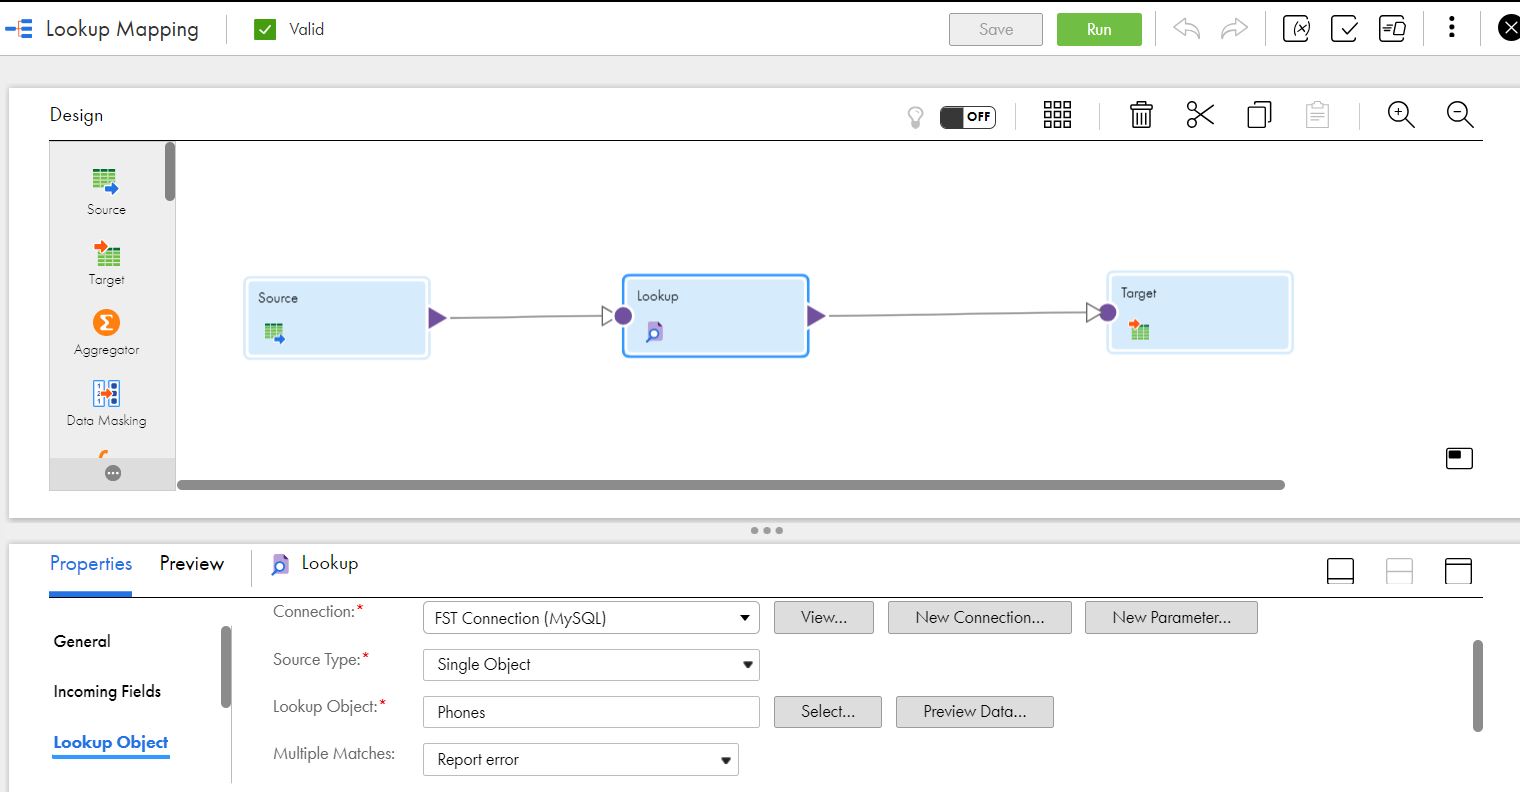 Lookup Mapping
Valid
Save
Run
Design
OFF
Source
Target
Aggregator
Data Masking
Source
Lookup
Target
Properties
Preview
Lookup
General
Incoming Fields
Lookup Object
Connection:*
FST Connection (MySQL)
View...
New Connection...
New Parameter...
Source Type:*
Single Object
Lookup Object:*
Phones
Select...
Preview Data...
Multiple Matches:
Report error